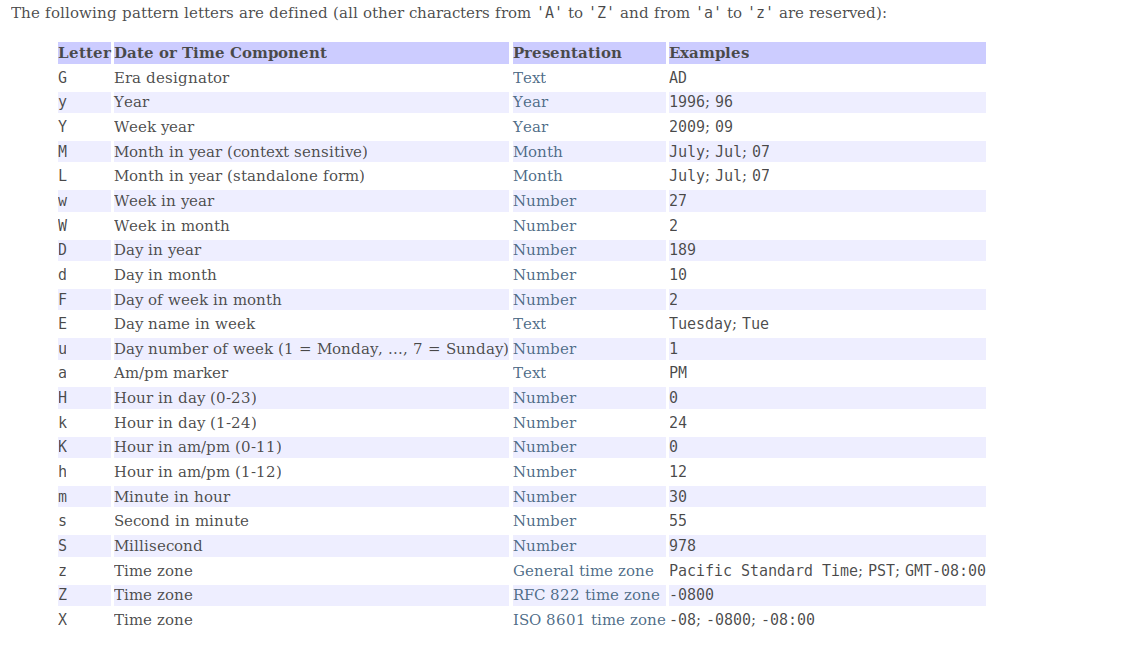 The following pattern letters are defined (all other characters from 'A' to 'Z' and from 'a' to 'z' are reserved):
Letter Date or Time Component Presentation Examples
G Era designator Text AD
y Year Year 1996; 96
Y Week year Year 2009; 09
M Month in year (context sensitive) Month July; Jul; 07
L Month in year (standalone form) Month July; Jul; 07
w Week in year Number 27
W Week in month Number 2
D Day in year Number 189
d Day in month Number 10
F Day of week in month Number 2
E Day name in week Text Tuesday; Tue
u Day number of week (1 = Monday, ..., 7 = Sunday) Number 1
a Am/pm marker Text PM
H Hour in day (0-23) Number 0
k Hour in day (1-24) Number 24
K Hour in am/pm (0-11) Number 0
h Hour in am/pm (1-12) Number 12
m Minute in hour Number 30
s Second in minute Number 55
S Millisecond Number 978
z Time zone General time zone Pacific Standard Time; PST; GMT-08:00
Z Time zone RFC 822 time zone -0800
X Time zone ISO 8601 time zone -08; -0800; -08:00